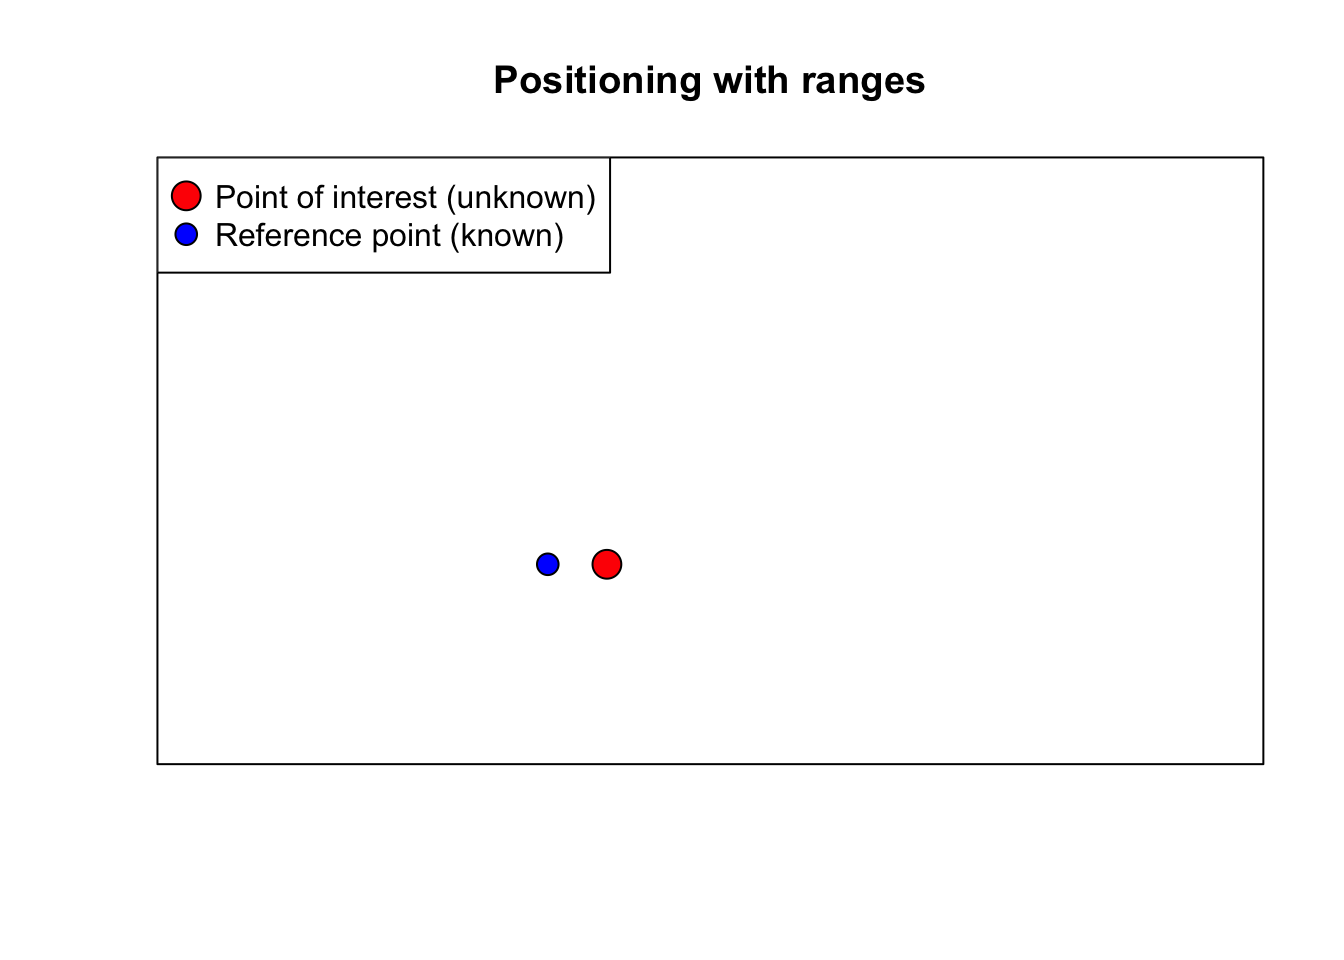 Positioning with ranges
Point of interest (unknown)
Reference point (known)